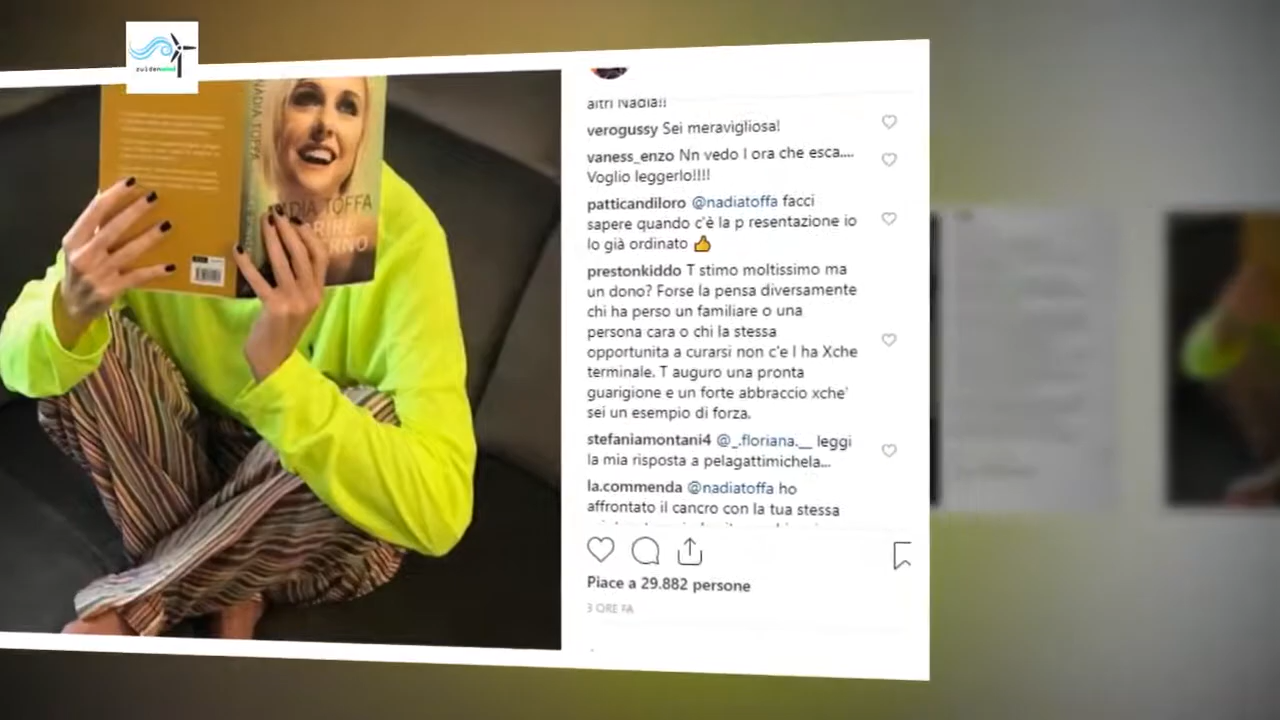 zuidenwind
NADIA TOFFA
NADIA TOFFA
altri Nadia!!
verogussy Sei meravigliosa!
vaness_enzo Nn vedo l ora che esca....
Voglio leggerlo!!!!
patticandiloro @nadiatoffa facci
sapere quando c'è la p resentazione io
lo già ordinato 👍
prestonkiddo T stimo moltissimo ma
un dono? Forse la pensa diversamente
chi ha perso un familiare o una
persona cara o chi la stessa
opportunita a curarsi non c'e l ha Xche
terminale. T auguro una pronta
guarigione e un forte abbraccio xche'
sei un esempio di forza.
stefaniamontani4 @_.floriana.__ leggi
la mia risposta a pelagattimichela...
la.commenda @nadiatoffa ho
affrontato il cancro con la tua stessa
Piace a 29.882 persone
3 ORE FA